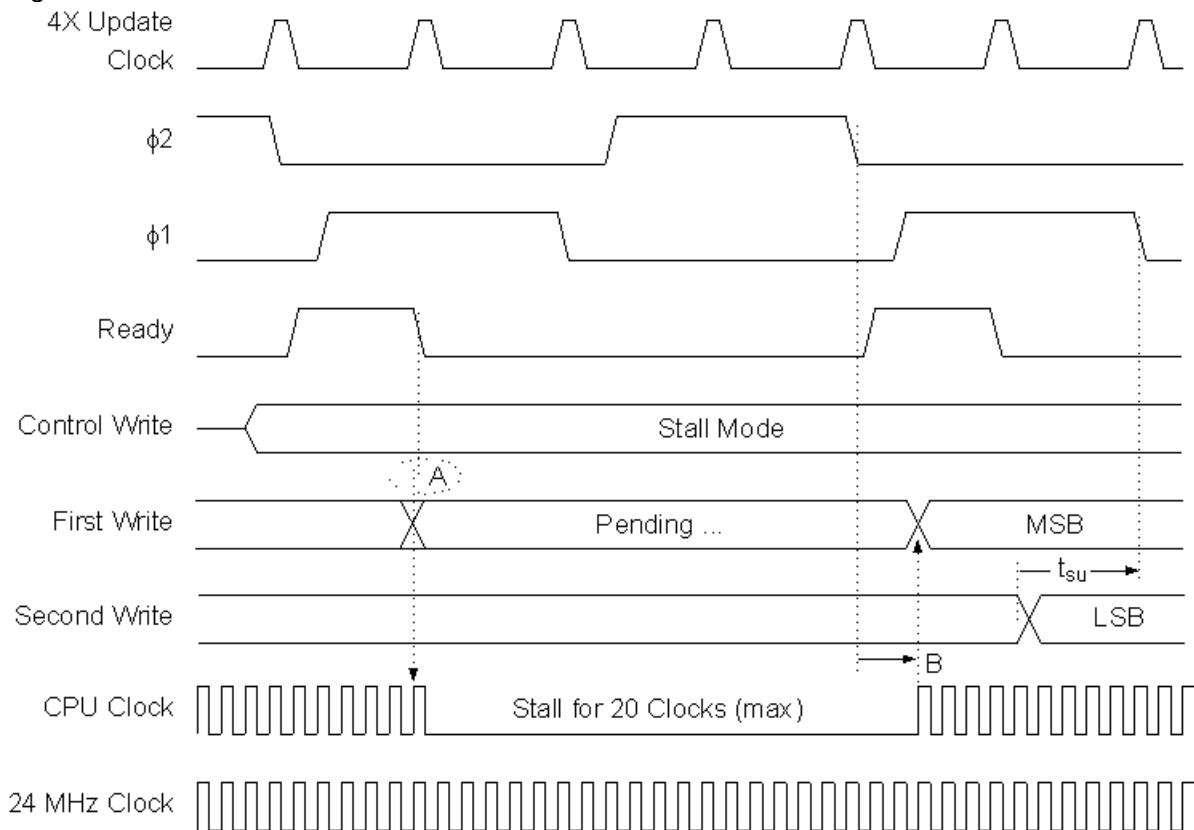 4X Update
Clock
ϕ2
ϕ1
Ready
Control Write
Stall Mode
A
First Write
Pending ...
MSB
tsu
Second Write
LSB
B
CPU Clock
Stall for 20 Clocks (max)
24 MHz Clock